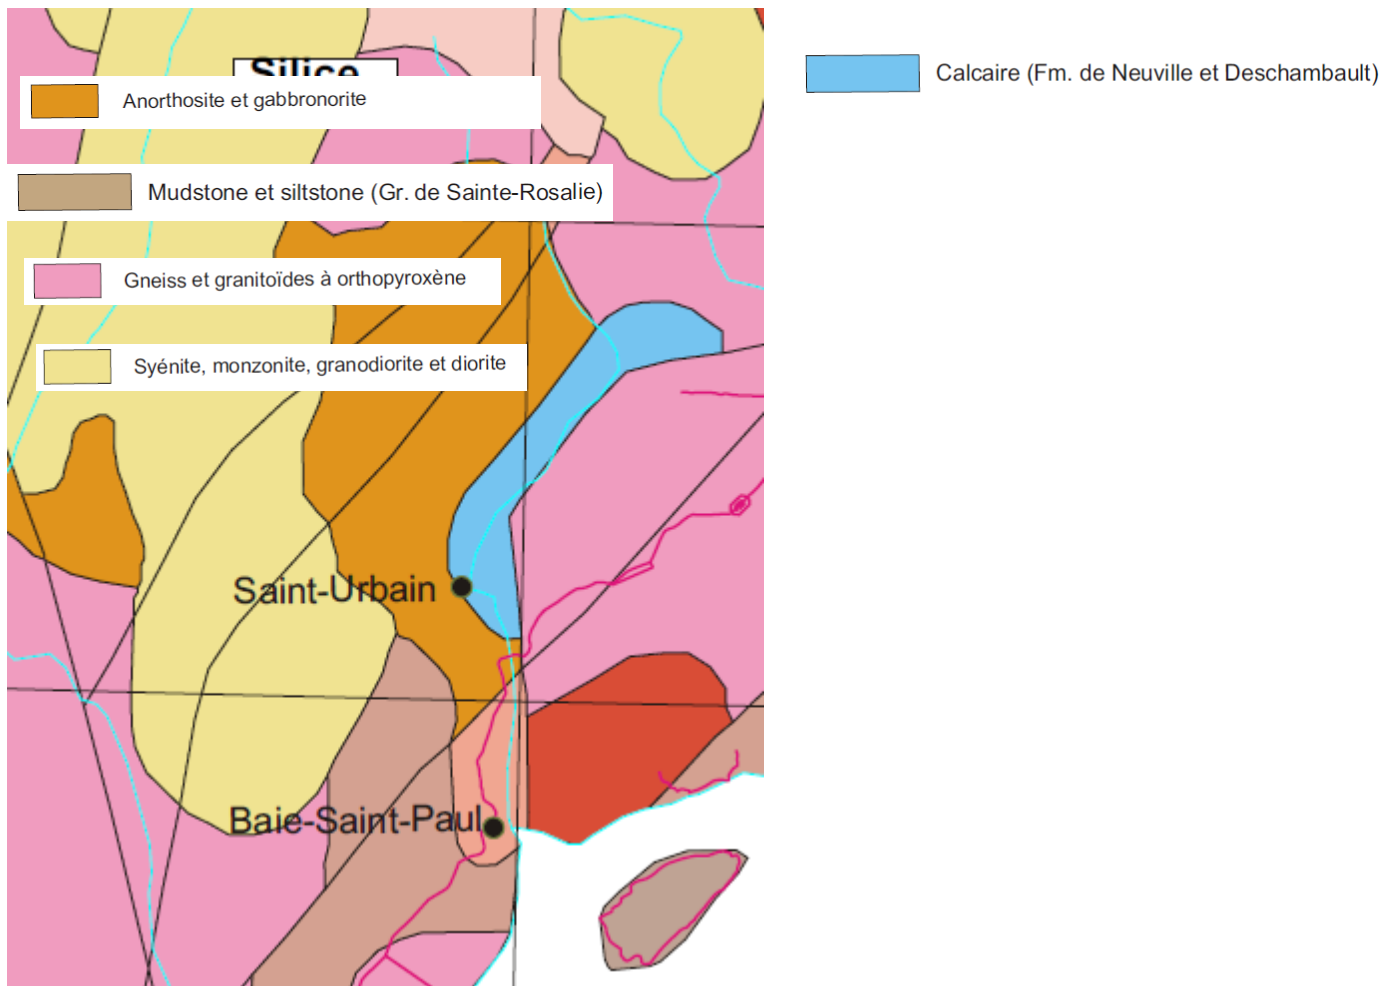 Silice
Anorthosite et gabbronorite
Calcaire (Fm. de Neuville et Deschambault)
Mudstone et siltstone (Gr. de Sainte-Rosalie)
Gneiss et granitoïdes à orthopyroxène
Syénite, monzonite, granodiorite et diorite
Saint-Urbain
Baie-Saint-Paul